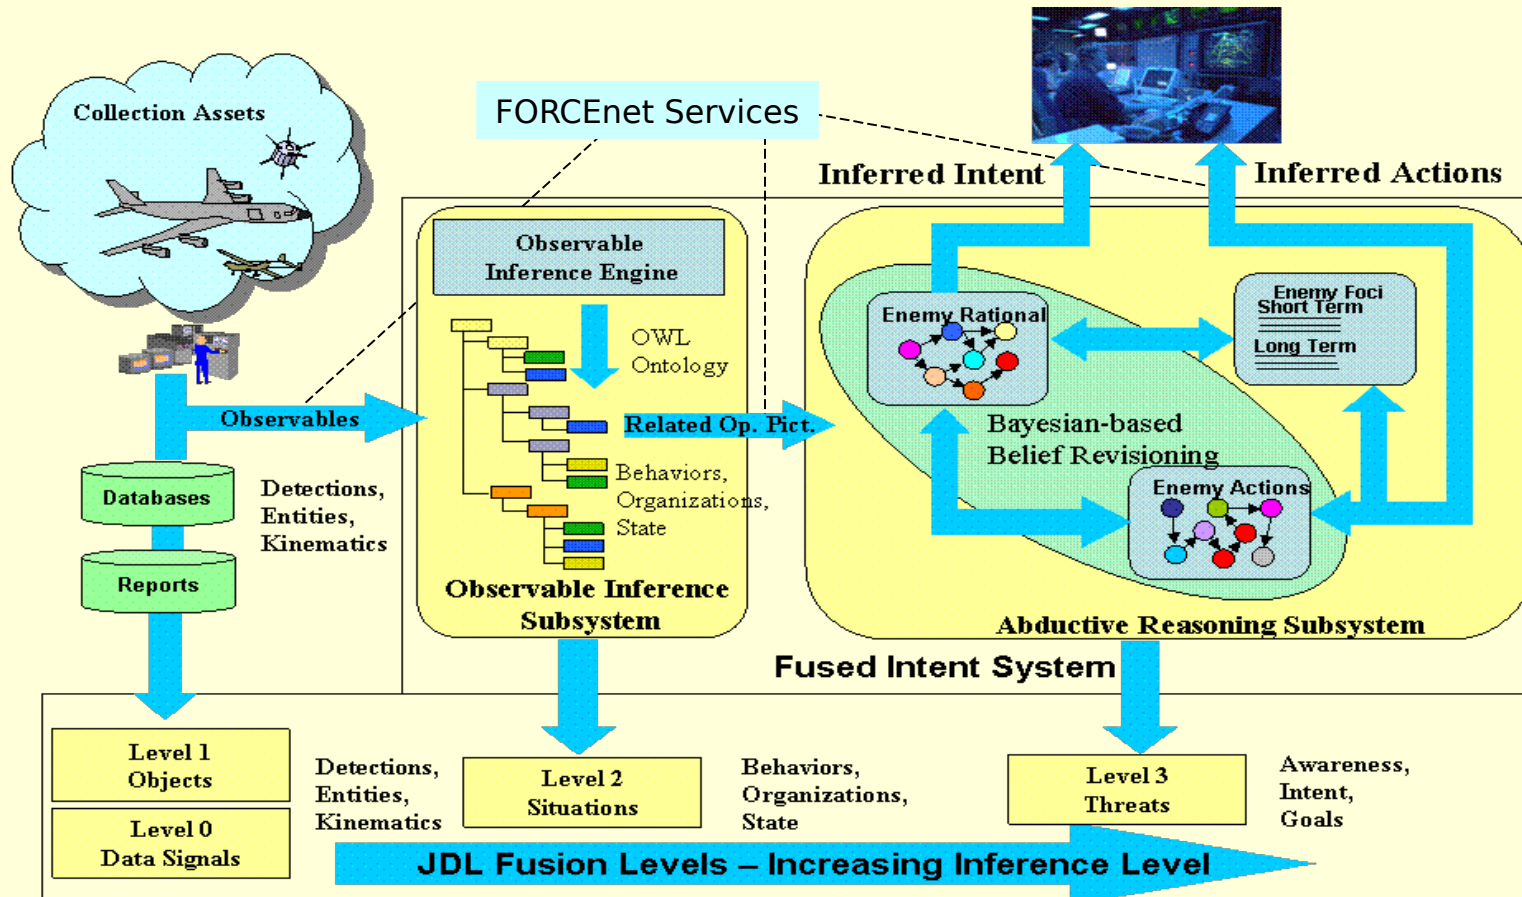 Collection Assets
FORCEnet Services
Inferred Intent
Inferred Actions
Observable
Inference Engine
OWL
Ontology
Enemy Rational
Enemy Foci
Short Term
Long Term
Observables
Related Op. Pict.
Bayesian-based
Belief Revisioning
Behaviors,
Organizations,
State
Enemy Actions
Databases
Reports
Detections,
Entities,
Kinematics
Observable Inference
Subsystem
Abductive Reasoning Subsystem
Fused Intent System
Level 1
Objects
Level 0
Data Signals
Detections,
Entities,
Kinematics
Level 2
Situations
Behaviors,
Organizations,
State
Level 3
Threats
Awareness,
Intent,
Goals
JDL Fusion Levels – Increasing Inference Level